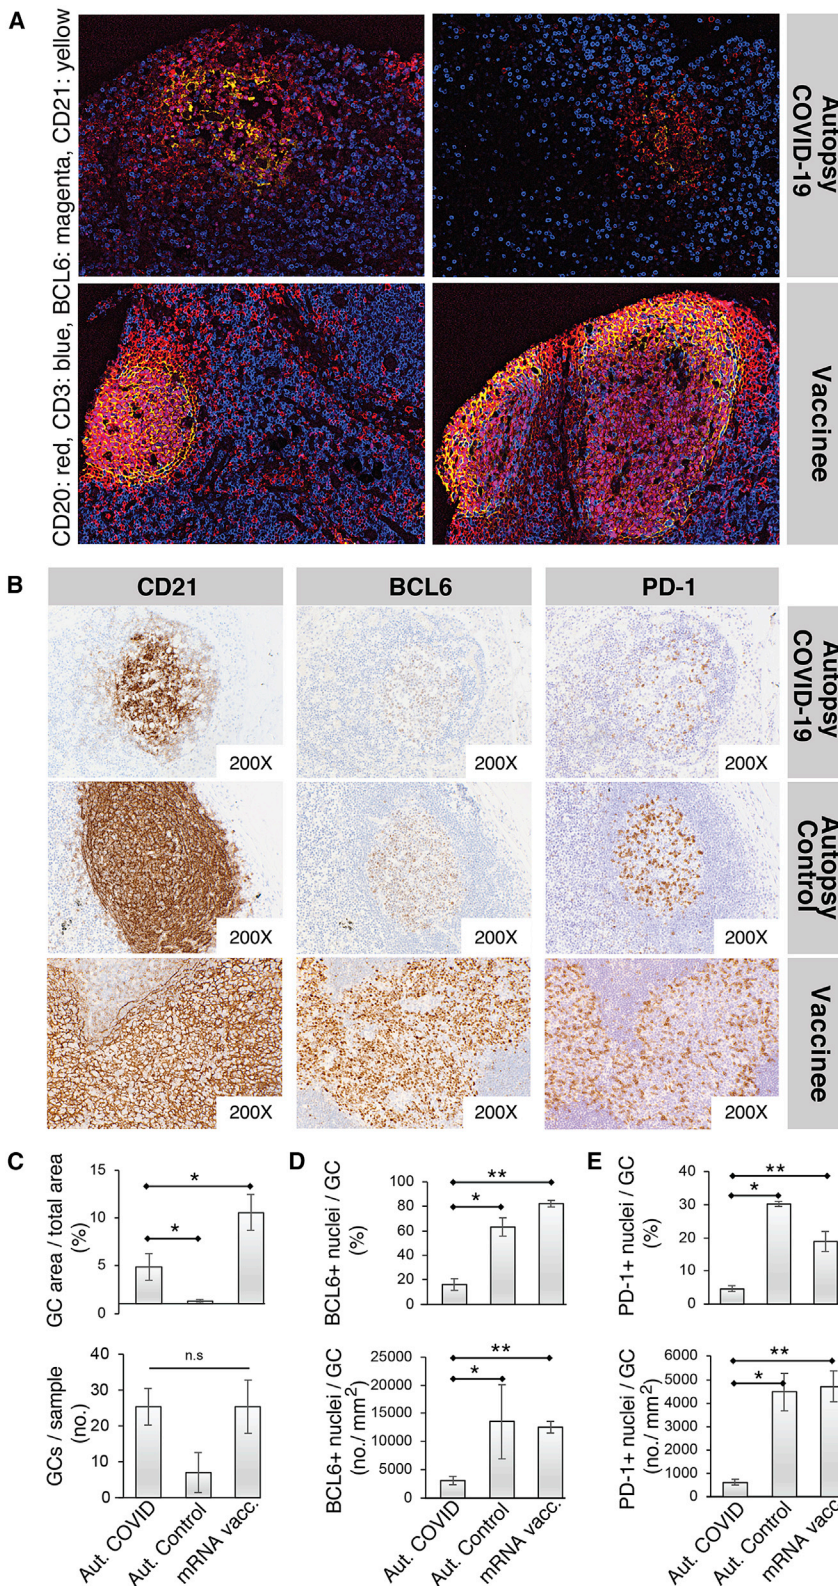 A
CD20: red, CD3: blue, BCL6: magenta, CD21: yellow
Autopsy
COVID-19
Vaccinee
B
CD21
BCL6
PD-1
Autopsy
COVID-19
200X
200X
200X
Autopsy
Control
200X
200X
200X
Vaccinee
200X
200X
200X
C
GC area / total area
(%)
15
10
5
0
*
*
GCs / sample
(no.)
40
30
20
10
0
n.s
Aut. COVID
Aut. Control
mRNA vacc.
D
BCL6+ nuclei / GC
(%)
100
80
60
40
20
0
**
*
BCL6+ nuclei / GC
(no./ mm²)
25000
20000
15000
10000
5000
0
**
*
Aut. COVID
Aut. Control
mRNA vacc.
E
PD-1+ nuclei / GC
(%)
40
30
20
10
0
**
*
PD-1+ nuclei / GC
(no./ mm²)
6000
5000
4000
3000
2000
1000
0
**
*
Aut. COVID
Aut. Control
mRNA vacc.